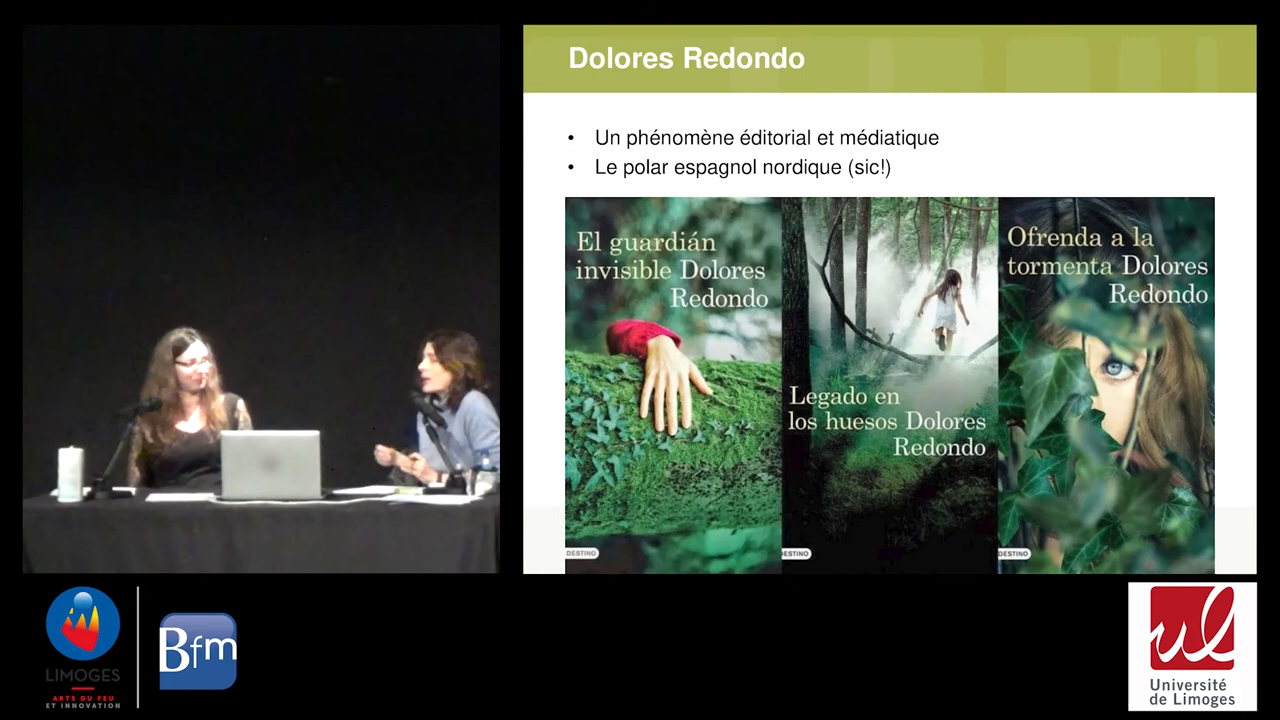 Dolores Redondo
• Un phénomène éditorial et médiatique
• Le polar espagnol nordique (sic!)
El guardián
invisible Dolores
Redondo
DESTINO
Legado en
los huesos Dolores
Redondo
DESTINO
Ofrenda a la
tormenta Dolores
Redondo
DESTINO
LIMOGES
ARTS DU FEU
ET INNOVATION
Bfm
ul
Université
de Limoges